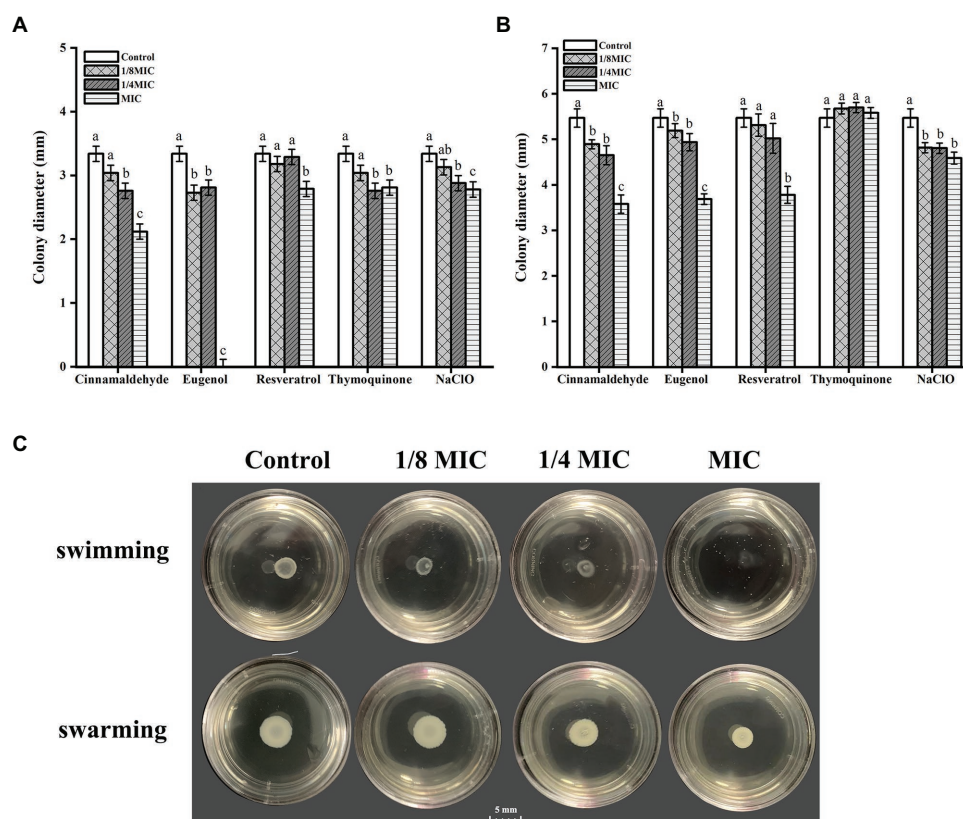 A
Colony diameter (mm)
5
4
3
2
1
0
Control
1/8MIC
1/4MIC
MIC
a a b c
a b b c
a a a b
a a b b
a ab b c
Cinnamaldehyde Eugenol Resveratrol Thymoquinone NaClO
B
Colony diameter (mm)
7
6
5
4
3
2
1
0
Control
1/8MIC
1/4MIC
MIC
a b b c
a b b c
a a a b
a a a a
a b b b
Cinnamaldehyde Eugenol Resveratrol Thymoquinone NaClO
C
Control 1/8 MIC 1/4 MIC MIC
swimming
swarming
5 mm